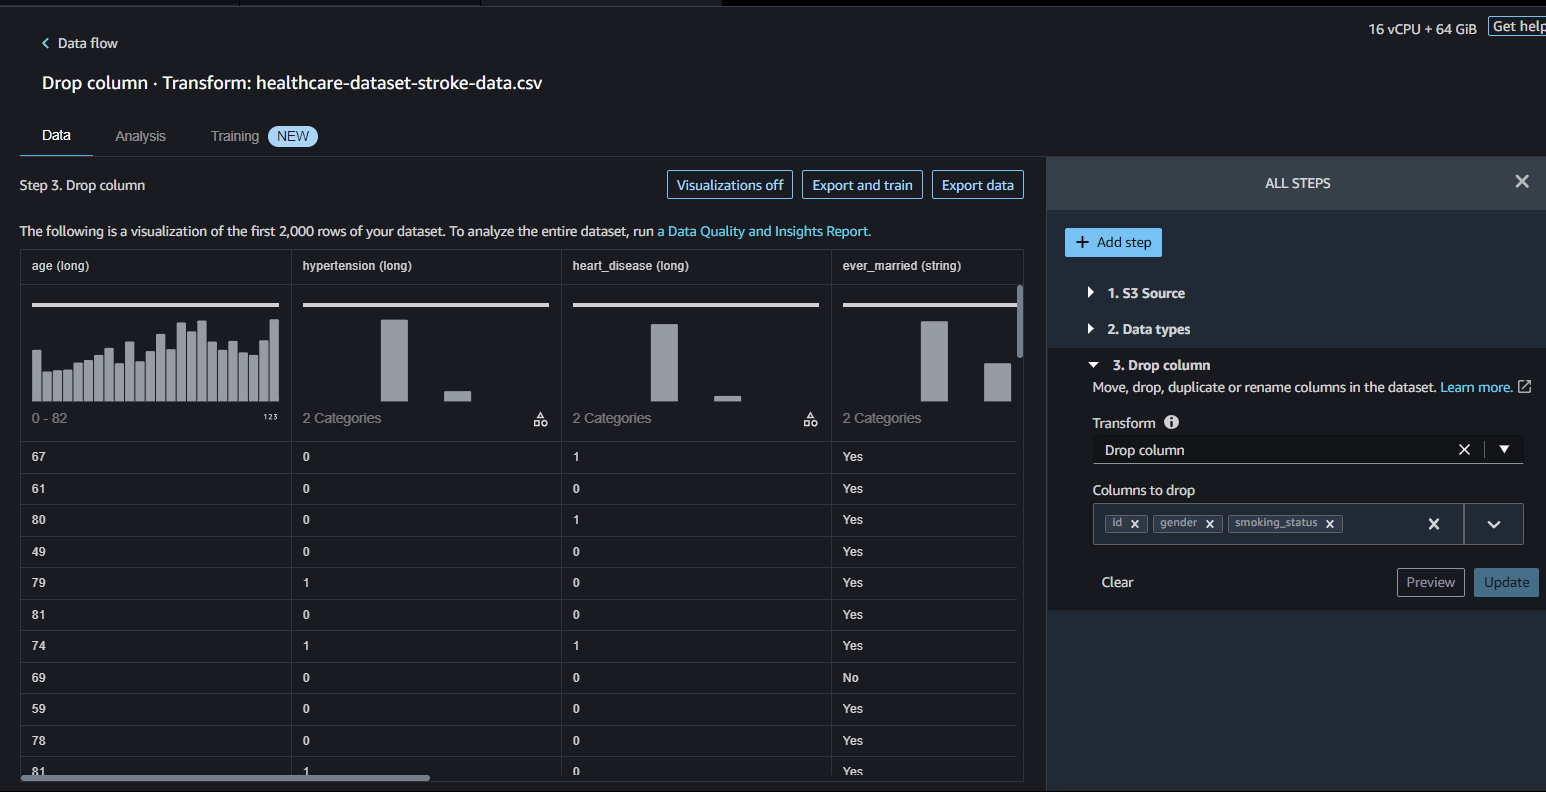 16 vCPU + 64 GiB
Get help
Data flow
Drop column · Transform: healthcare-dataset-stroke-data.csv
Data
Analysis
Training
NEW
Step 3. Drop column
Visualizations off
Export and train
Export data
The following is a visualization of the first 2,000 rows of your dataset. To analyze the entire dataset, run a Data Quality and Insights Report.
age (long)
hypertension (long)
heart_disease (long)
ever_married (string)
0 - 82
123
2 Categories
2 Categories
2 Categories
67 0 1 Yes
61 0 0 Yes
80 0 1 Yes
49 0 0 Yes
79 1 0 Yes
81 0 0 Yes
74 1 1 Yes
69 0 0 No
59 0 0 Yes
78 0 0 Yes
81 1 0 Yes
ALL STEPS
Add step
1. S3 Source
2. Data types
3. Drop column
Move, drop, duplicate or rename columns in the dataset. Learn more.
Transform
Drop column
Columns to drop
id
gender
smoking_status
Clear
Preview
Update